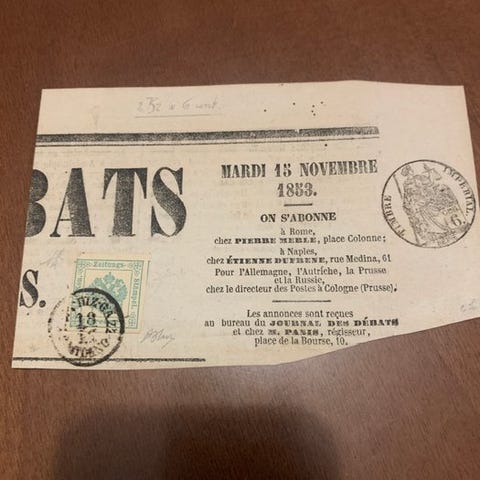 BATS
S.
MARDI 15 NOVEMBRE
1853.
ON S'ABONNE
à Rome,
chez PIERRE MERLE, place Colonne;
à Naples,
chez ÉTIENNE DUFRENE, rue Medina, 61
Pour l'Allemagne, l'Autriche, la Prusse
et la Russie,
chez le directeur des Postes à Cologne (Prusse).
Les annonces sont reçues
au bureau du JOURNAL DES DÉBATS
et chez M. PANIS, régisseur,
place de la Bourse, 10.
TIMBRE IMPERIAL
6
Zeitungs-
Stämpel
GAZZ
18